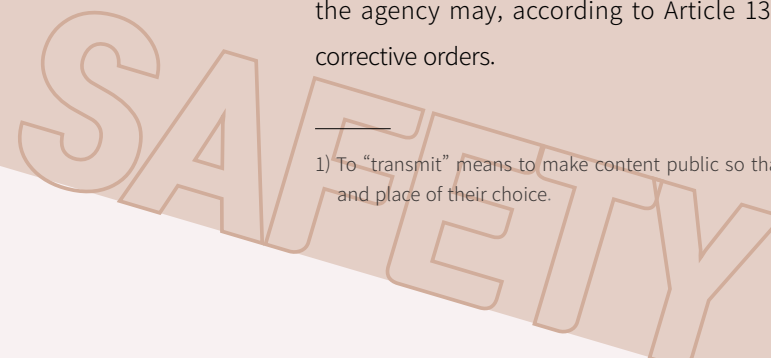 the agency may, according to Article 13
corrective orders.
1) To “transmit” means to make content public so tha
and place of their choice.
SAFETY